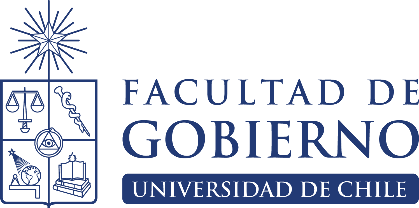 FACULTAD DE
GOBIERNO
UNIVERSIDAD DE CHILE